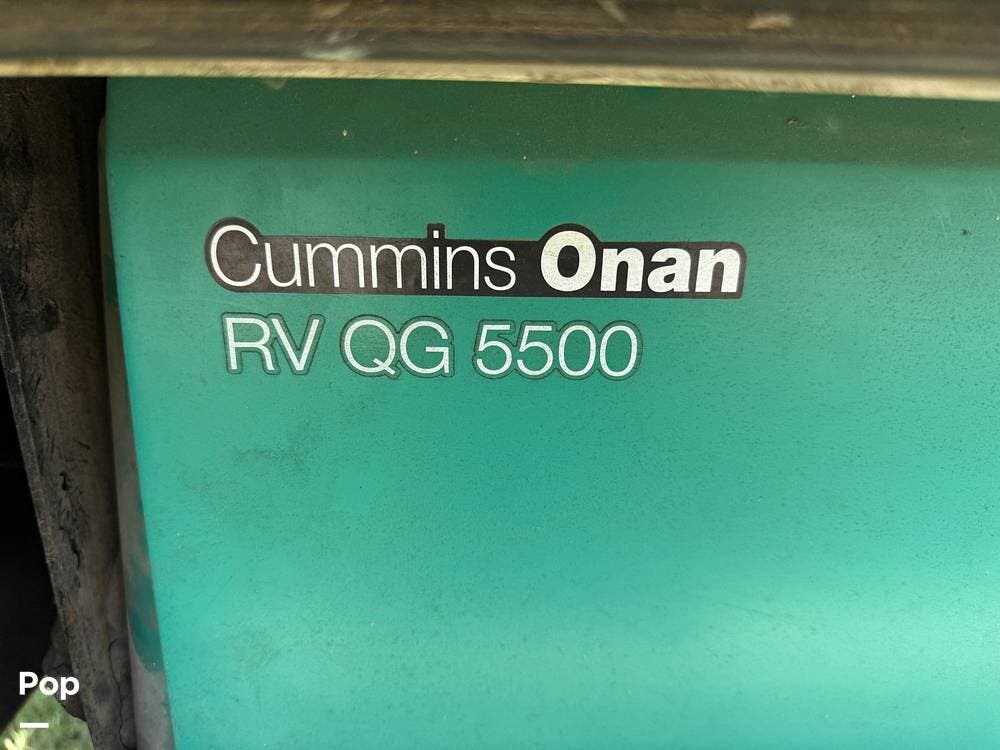 Cummins Onan
RV QG 5500
Pop